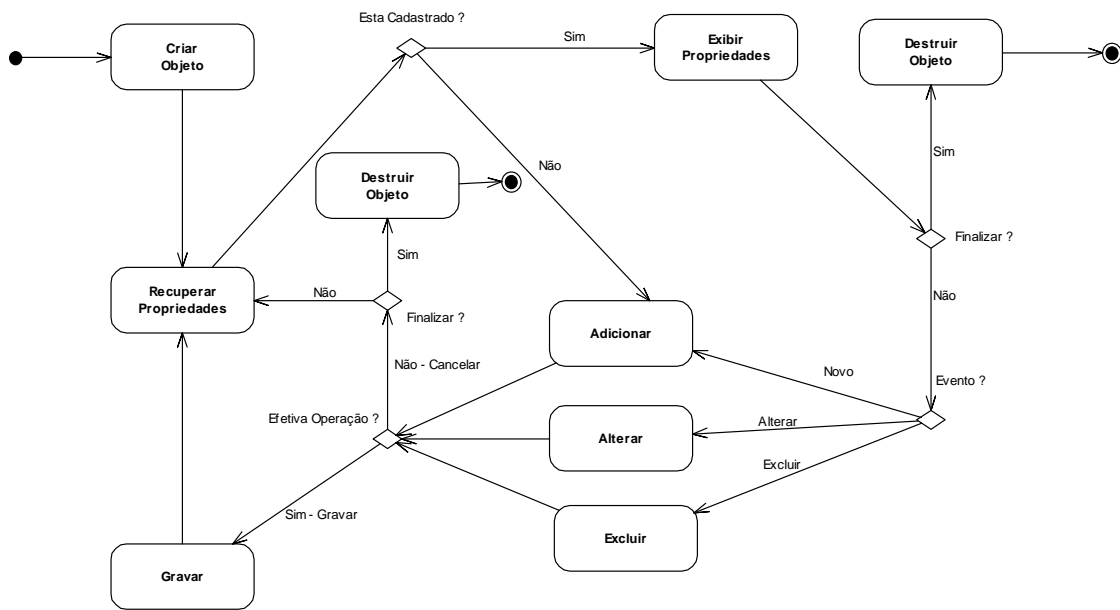 Esta Cadastrado ?
Criar
Objeto
Sim
Exibir
Propriedades
Destruir
Objeto
Não
Sim
Destruir
Objeto
Finalizar ?
Sim
Recuperar
Propriedades
Não
Finalizar ?
Não
Adicionar
Não - Cancelar
Novo
Evento ?
Efetiva Operação ?
Alterar
Alterar
Excluir
Sim - Gravar
Excluir
Gravar